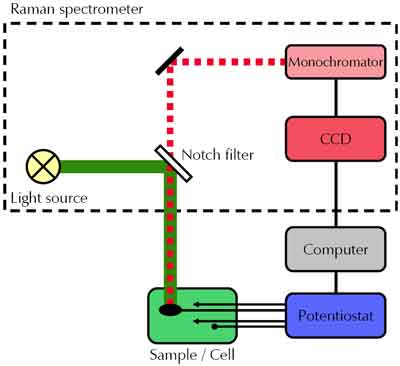 Raman spectrometer
Monochromator
Notch filter
CCD
Light source
Computer
Potentiostat
Sample / Cell